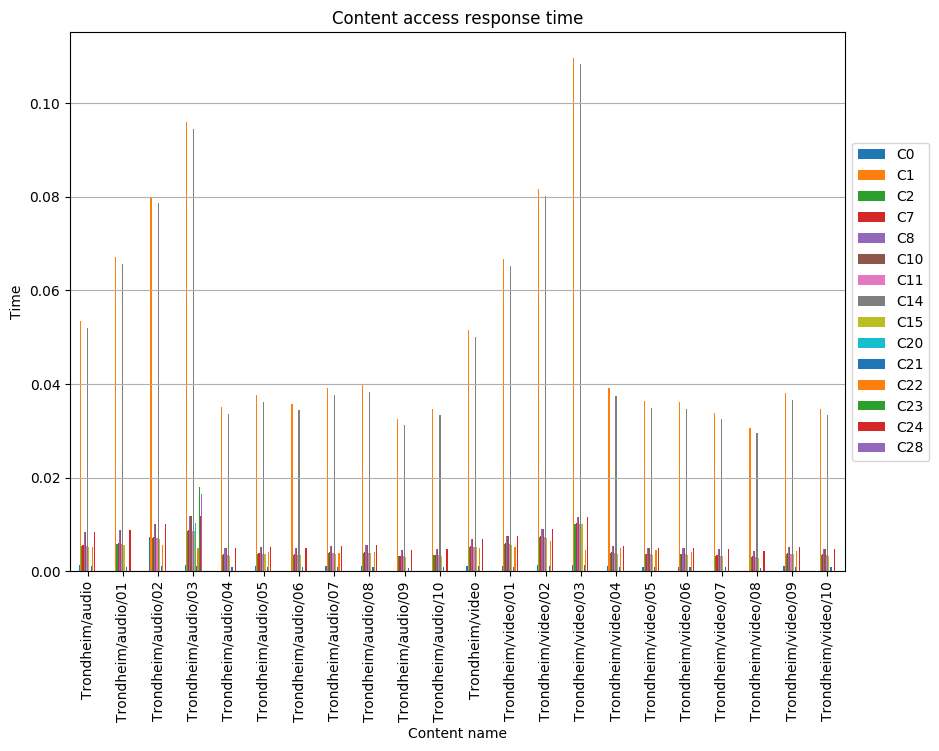 Content access response time
Time
0.10
0.08
0.06
0.04
0.02
0.00
C0
C1
C2
C7
C8
C10
C11
C14
C15
C20
C21
C22
C23
C24
C28
Trondheim/audio
Trondheim/audio/01
Trondheim/audio/02
Trondheim/audio/03
Trondheim/audio/04
Trondheim/audio/05
Trondheim/audio/06
Trondheim/audio/07
Trondheim/audio/08
Trondheim/audio/09
Trondheim/audio/10
Trondheim/video
Trondheim/video/01
Trondheim/video/02
Trondheim/video/03
Trondheim/video/04
Trondheim/video/05
Trondheim/video/06
Trondheim/video/07
Trondheim/video/08
Trondheim/video/09
Trondheim/video/10
Content name